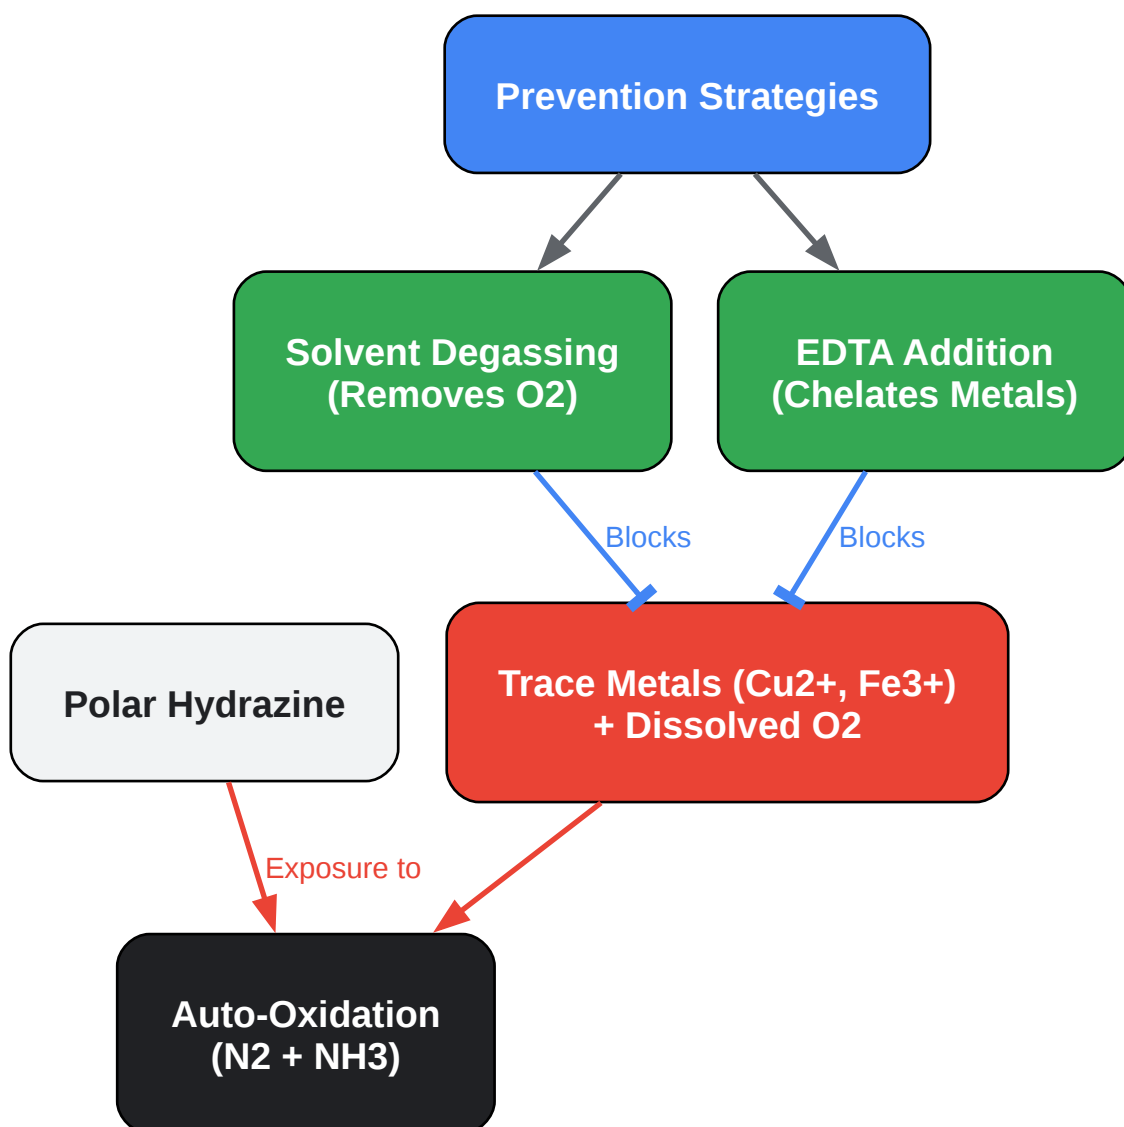 Prevention Strategies
Solvent Degassing
(Removes O2)
EDTA Addition
(Chelates Metals)
Blocks
Blocks
Polar Hydrazine
Trace Metals (Cu2+, Fe3+)
+ Dissolved O2
Exposure to
Auto-Oxidation
(N2 + NH3)